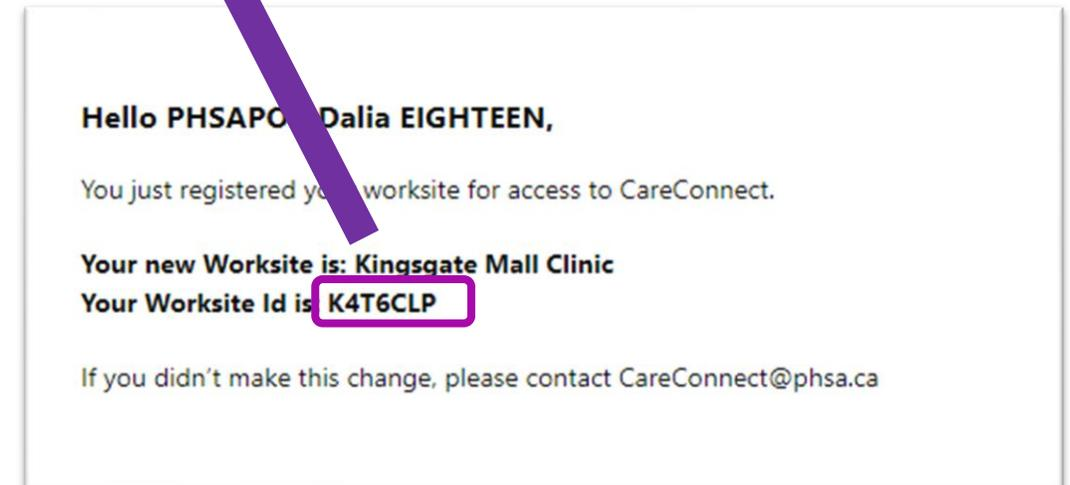 Hello PHSAPO Dalia EIGHTEEN,
You just registered worksite for access to CareConnect.
Your new Worksite is: Kingsgate Mall Clinic
Your Worksite Id is: K4T6CLP
If you didn't make this change, please contact CareConnect@phsa.ca